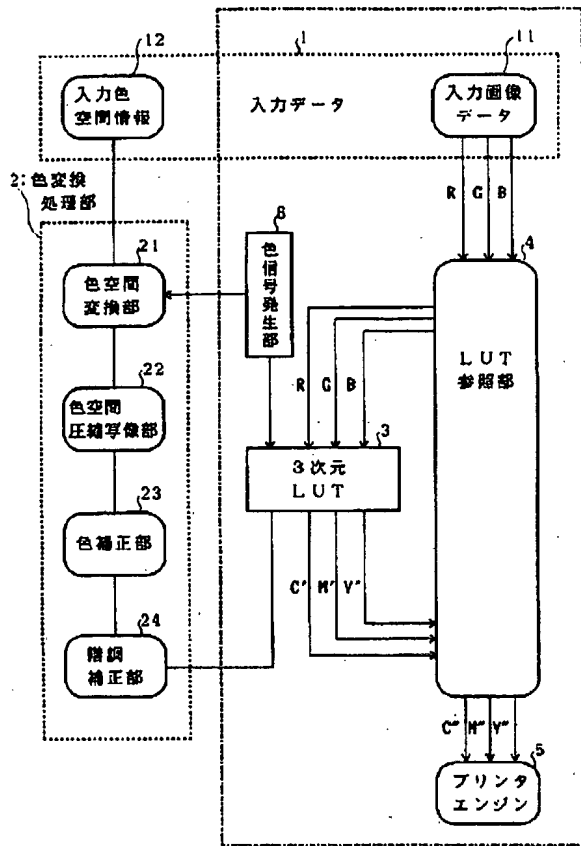 12
1
11
入力色
空間情報
入力データ
入力画像
データ
2:色変換
処理部
R G B
21
6
4
色空間
変換部
色信号発生部
LUT
参照部
22
R G B
3
色空間
圧縮写像部
3次元
LUT
23
色補正部
C' M' Y"
24
階調
補正部
C" M" Y"
5
プリンタ
エンジン